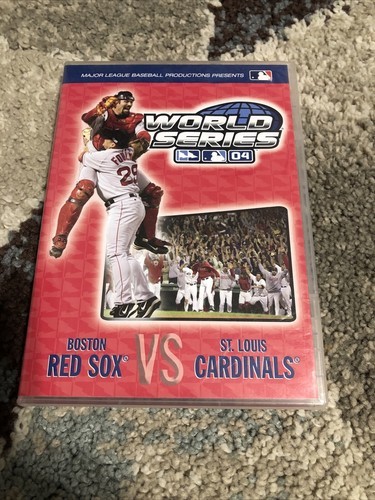 MAJOR LEAGUE BASEBALL PRODUCTIONS PRESENTS
WORLD
SERIES
04
29
BOSTON
RED SOX®
VS
ST. LOUIS
CARDINALS®